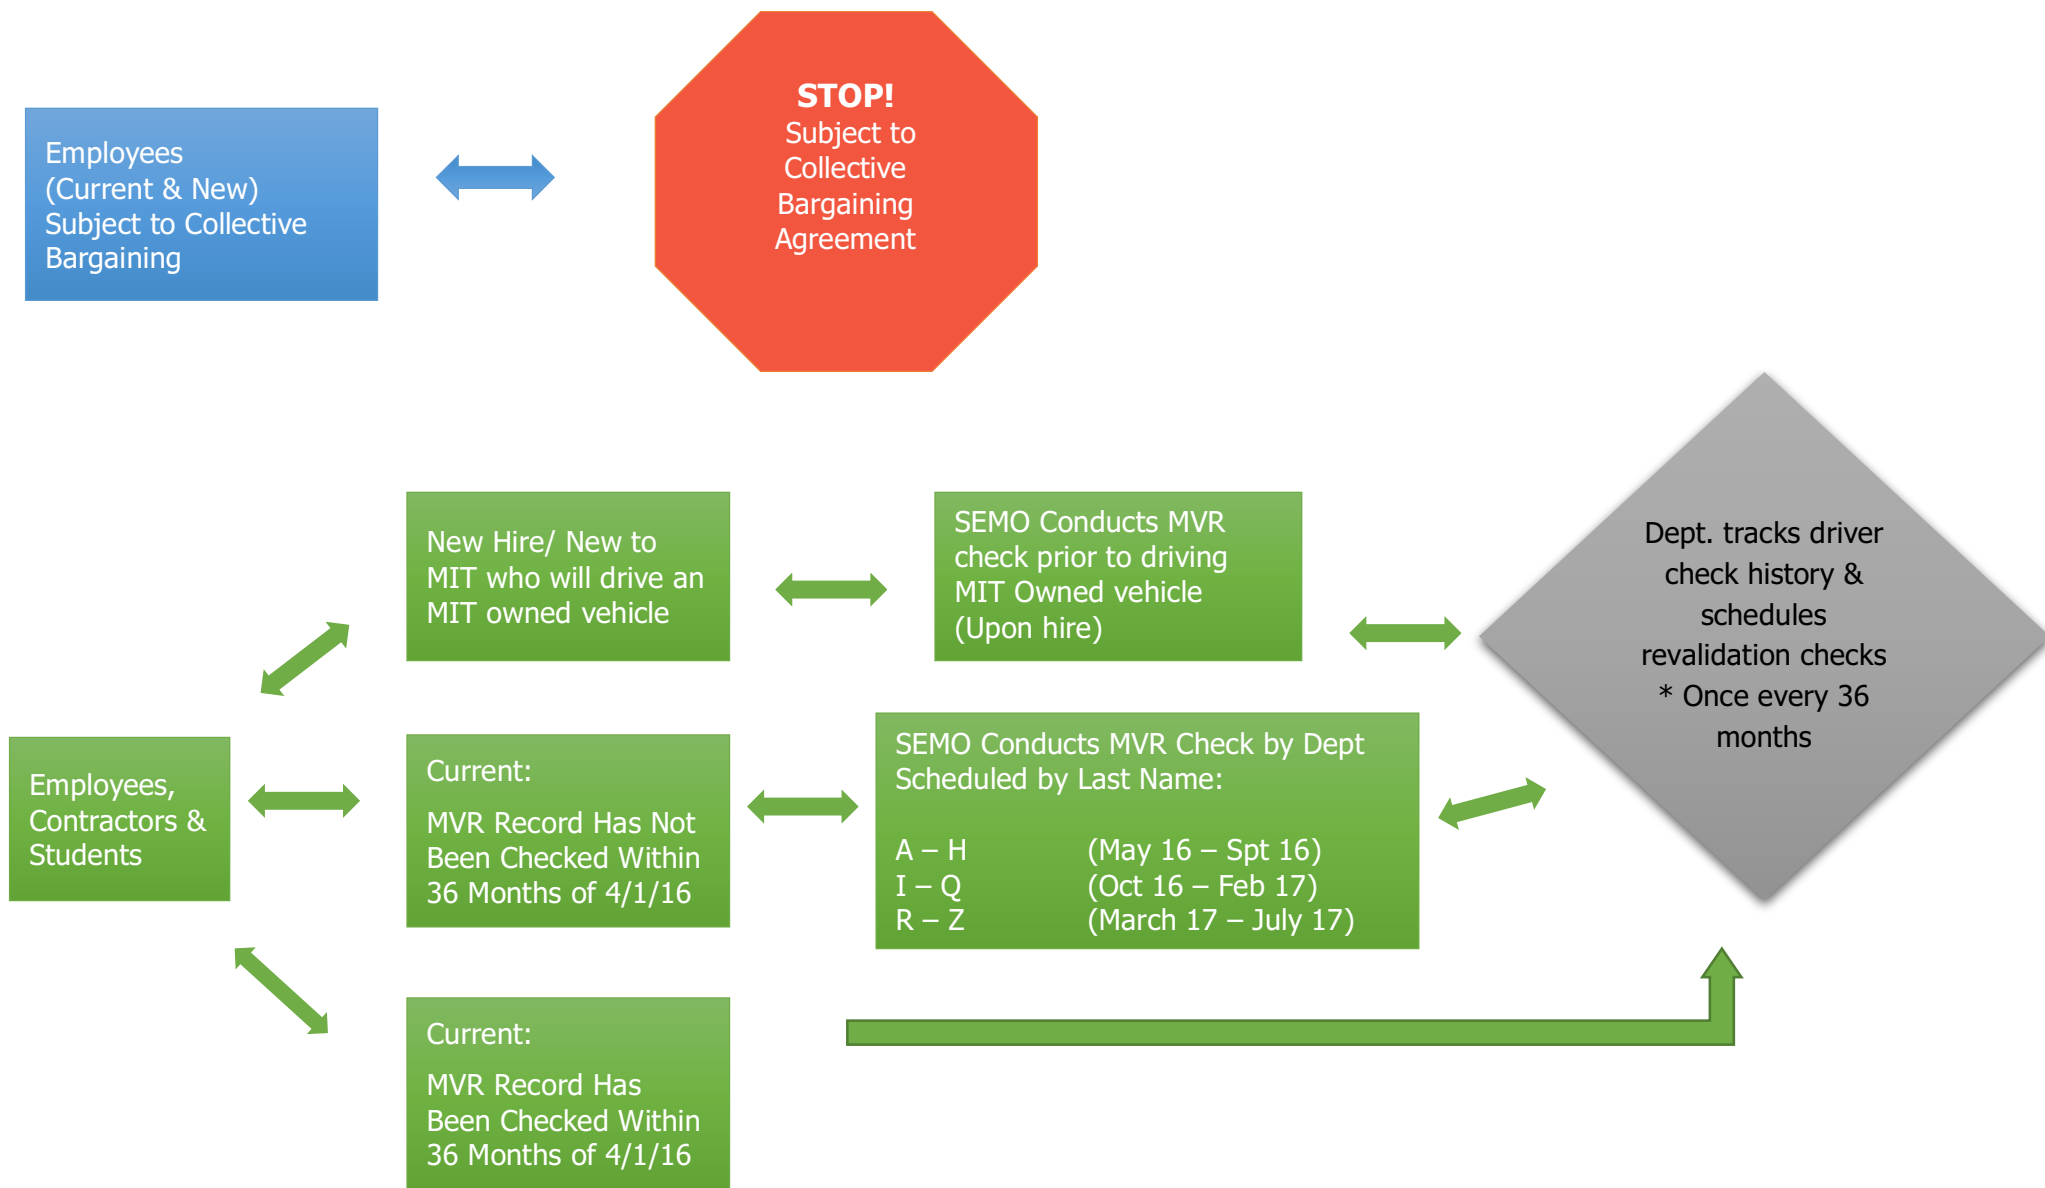 Employees
(Current & New)
Subject to Collective
Bargaining
STOP!
Subject to
Collective
Bargaining
Agreement
New Hire/ New to
MIT who will drive an
MIT owned vehicle
SEMO Conducts MVR
check prior to driving
MIT Owned vehicle
(Upon hire)
Dept. tracks driver
check history &
schedules
revalidation checks
* Once every 36
months
Employees,
Contractors &
Students
Current:
MVR Record Has Not
Been Checked Within
36 Months of 4/1/16
SEMO Conducts MVR Check by Dept
Scheduled by Last Name:
A – H (May 16 – Spt 16)
I – Q (Oct 16 – Feb 17)
R – Z (March 17 – July 17)
Current:
MVR Record Has
Been Checked Within
36 Months of 4/1/16